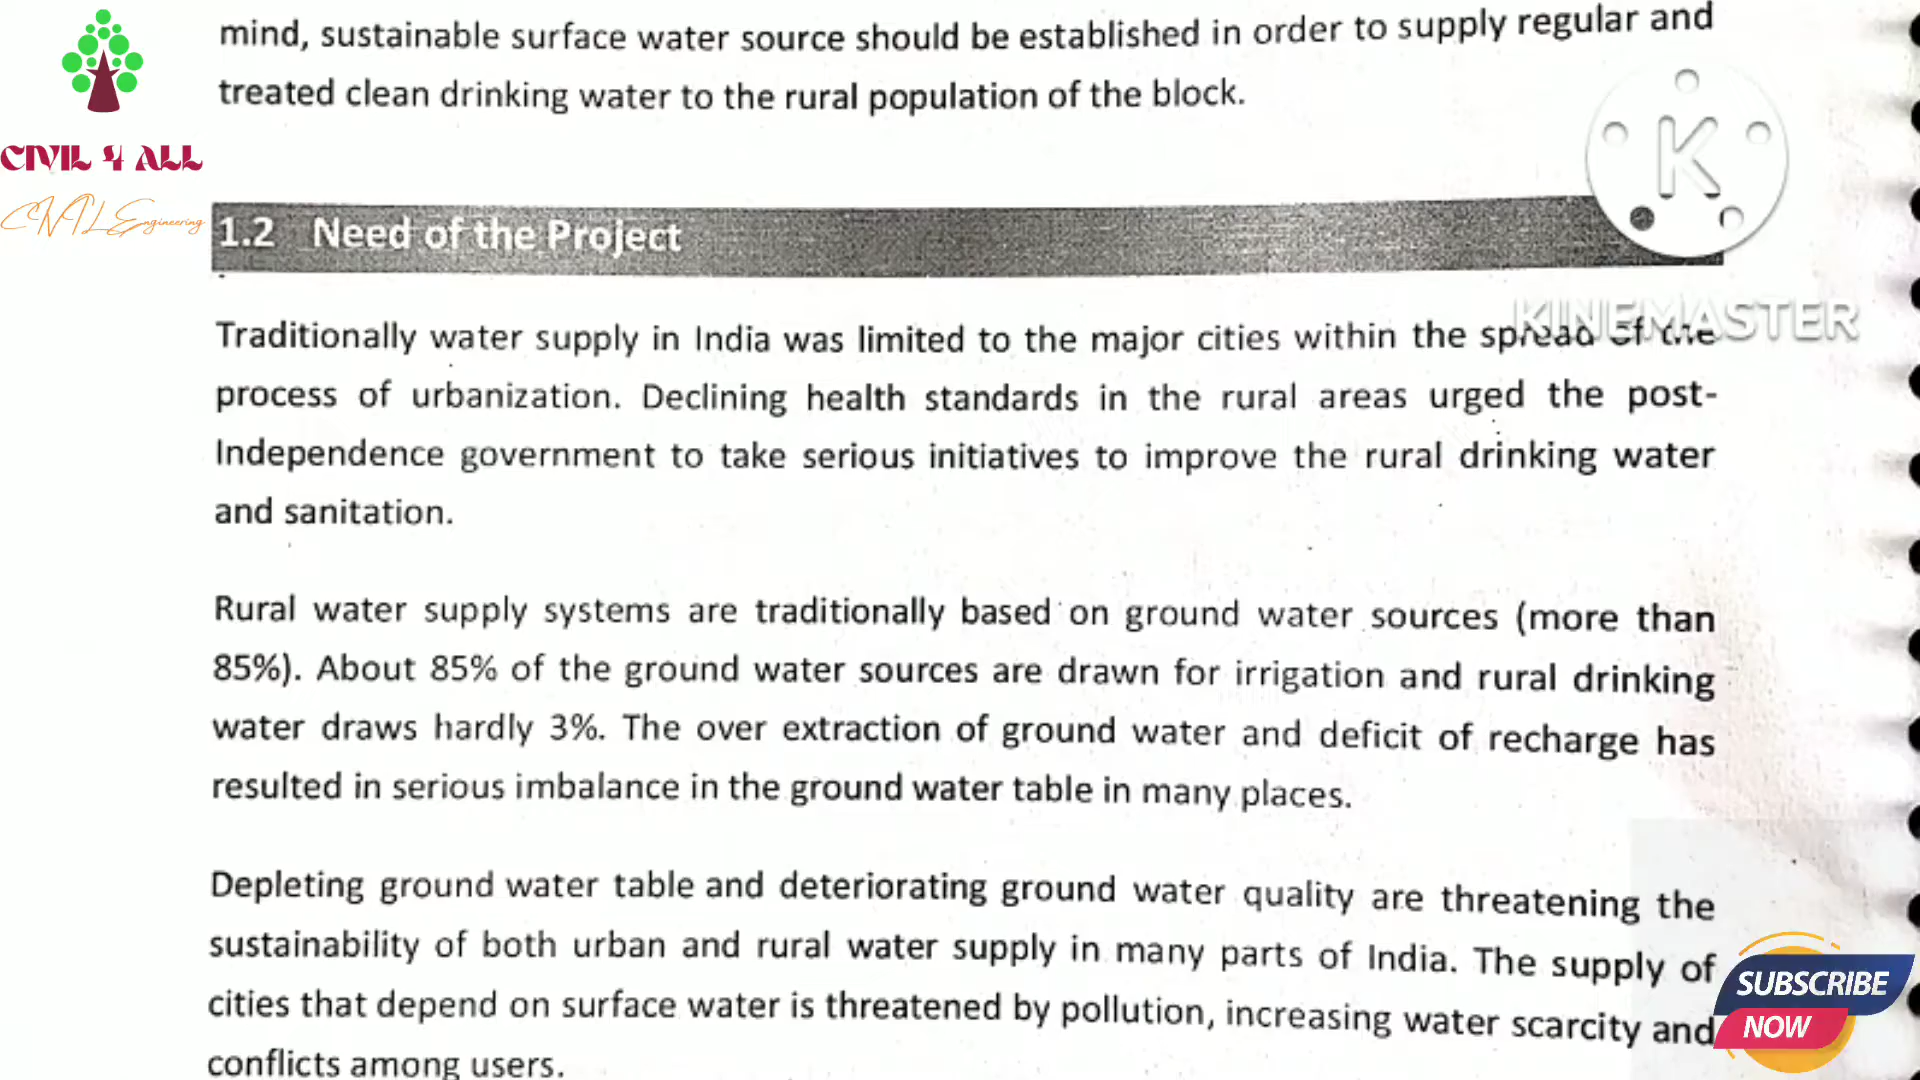 mind, sustainable surface water source should be established in order to supply regular and
treated clean drinking water to the rural population of the block.
CIVIL 4 ALL
CIVIL Engineering
K
1.2 Need of the Project
KINEMASTER
Traditionally water supply in India was limited to the major cities within the spread of the
process of urbanization. Declining health standards in the rural areas urged the post-
Independence government to take serious initiatives to improve the rural drinking water
and sanitation.
Rural water supply systems are traditionally based on ground water sources (more than
85%). About 85% of the ground water sources are drawn for irrigation and rural drinking
water draws hardly 3%. The over extraction of ground water and deficit of recharge has
resulted in serious imbalance in the ground water table in many places.
Depleting ground water table and deteriorating ground water quality are threatening the
sustainability of both urban and rural water supply in many parts of India. The supply of
cities that depend on surface water is threatened by pollution, increasing water scarcity and
conflicts among users.
SUBSCRIBE
NOW